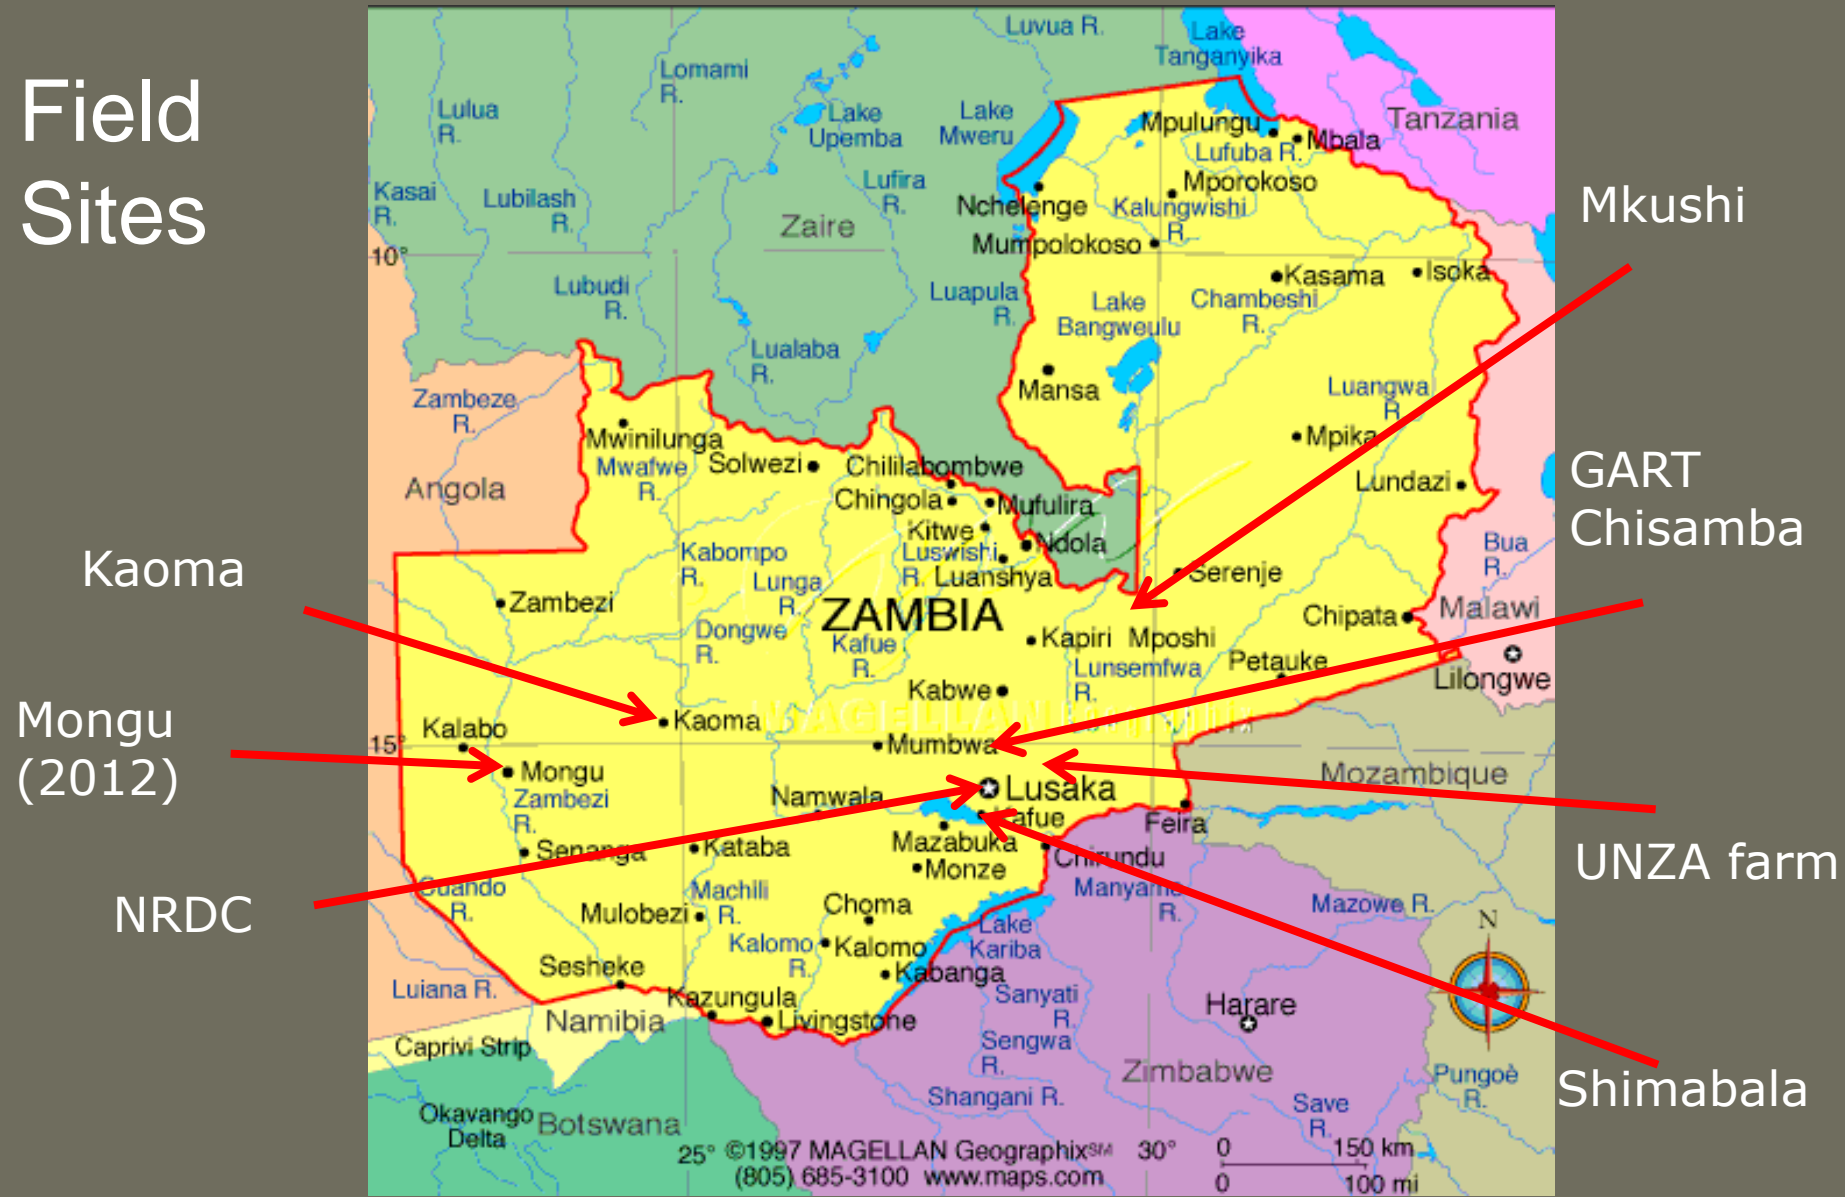 Field
Sites
Kaoma
Mongu
(2012)
NRDC
Mkushi
GART
Chisamba
UNZA farm
Shimabala
Luvua R.
Lake
Tanganyika
Lomami
R.
Lulua
R.
Lake
Upemba
Lake
Mweru
Mpulungu
Mbala
Tanzania
Lufuba R.
Kasai
R.
Lubilash
R.
Lufira
R.
Zaire
Nchelenge
Mporokoso
Kalungwishi
R.
Mumpolokoso
10°
Kasama
Isoka
Lubudi
R.
Luapula
R.
Lake
Bangweulu
Chambeshi
R.
Lualaba
R.
Mansa
Luangwa
R
Zambeze
R.
Mwinilunga
Mwafwe
R.
Solwezi
Chililabombwe
Mpika
Angola
Chingola
Mufulira
Lundazi
Kitwe
Luswishi
R.
Ndola
Luanshya
Kabompo
R.
Lunga
R.
Serenje
Bua
R.
Zambezi
ZAMBIA
Chipata
Malawi
Dongwe
R.
Kafue
R.
Kapiri Mposhi
Lunsemfwa
R.
Petauke
Lilongwe
Kabwe
MAGELLAN
Kalabo
Kaoma
15°
Mumbwa
Mongu
Zambezi
R.
Namwala
Lusaka
Mozambique
Kafue
Feira
Senanga
Kataba
Mazabuka
Monze
Chirundu
Cuando
R.
Machili
R.
Mulobezi
Choma
Manyame
R.
Mazowe R.
N
Kalomo
R.
Kalomo
Lake
Kariba
Sesheke
Kabanga
Luiana R.
Kazungula
Livingstone
Sanyati
R.
Harare
Namibia
Caprivi Strip
Sengwa
R.
Zimbabwe
Pungoè
R.
Shangani R.
Save
R.
Okavango
Delta
Botswana
25° ©1997 MAGELLAN Geographix℠ 30°
(805) 685-3100 www.maps.com
0 150 km
0 100 mi